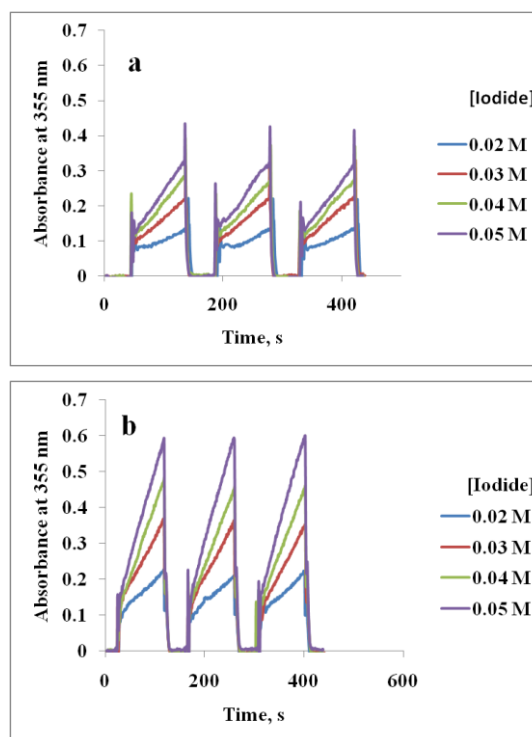 a
Absorbance at 355 nm
0.7
0.6
0.5
0.4
0.3
0.2
0.1
0
0 200 400
Time, s
[Iodide]
0.02 M
0.03 M
0.04 M
0.05 M
b
Absorbance at 355 nm
0.7
0.6
0.5
0.4
0.3
0.2
0.1
0
0 200 400 600
Time, s
[Iodide]
0.02 M
0.03 M
0.04 M
0.05 M